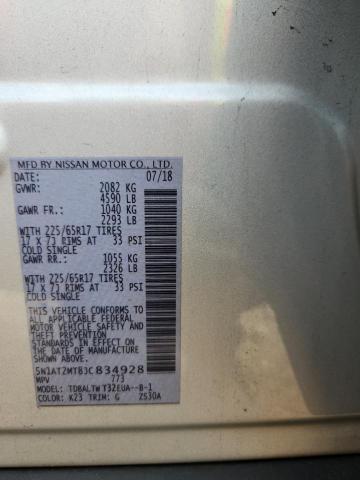 MFD BY NISSAN MOTOR CO., LTD.
DATE: 07/18
GVWR: 2082 KG
4590 LB
GAWR FR: 1040 KG
2293 LB
WITH 225/65R17 TIRES
17 X 7J RIMS AT 33 PSI
COLD SINGLE
GAWR RR: 1055 KG
2326 LB
WITH 225/65R17 TIRES
17 X 7J RIMS AT 33 PSI
COLD SINGLE
THIS VEHICLE CONFORMS TO ALL
APPLICABLE FEDERAL MOTOR
VEHICLE SAFETY, BUMPER, AND
THEFT PREVENTION
STANDARDS IN EFFECT ON THE
DATE OF MANUFACTURE
SHOWN ABOVE.
5N1AT2MT8JC834928
MPV 773
MODEL: TDBALTW T32EUA--B-1
COLOR: K23 TRIM: G ZS30A